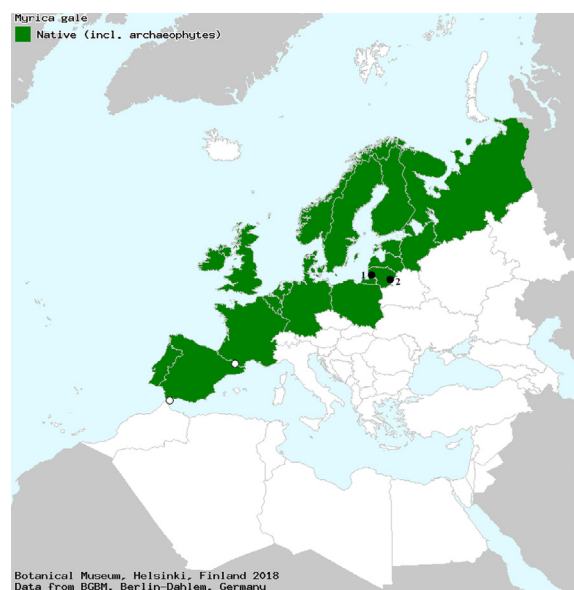 Myrica gale
Native (incl. archaeophytes)
1
2
Botanical Museum, Helsinki, Finland 2018
Data from BGBM, Berlin-Dahlem, Germany